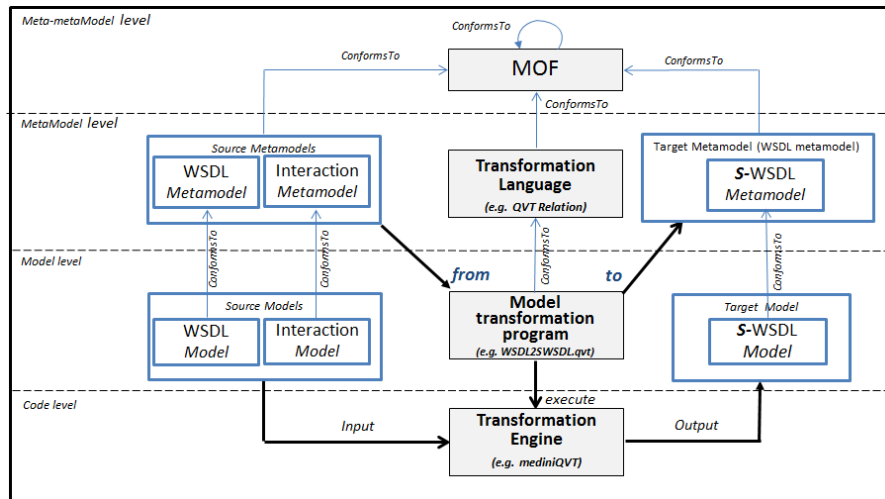 Meta-metaModel level
ConformsTo
MOF
ConformsTo
ConformsTo
ConformsTo
MetaModel level
Source Metamodels
WSDL
Metamodel
Interaction
Metamodel
Transformation
Language
(e.g. QVT Relation)
Target Metamodel (WSDL metamodel)
S-WSDL
Metamodel
ConformsTo
ConformsTo
ConformsTo
ConformsTo
Model level
from
to
Source Models
WSDL
Model
Interaction
Model
Model
transformation
program
(e.g. WSDL2SWSDL.qvt)
Target Model
S-WSDL
Model
Code level
execute
Input
Transformation
Engine
(e.g. mediniQVT)
Output